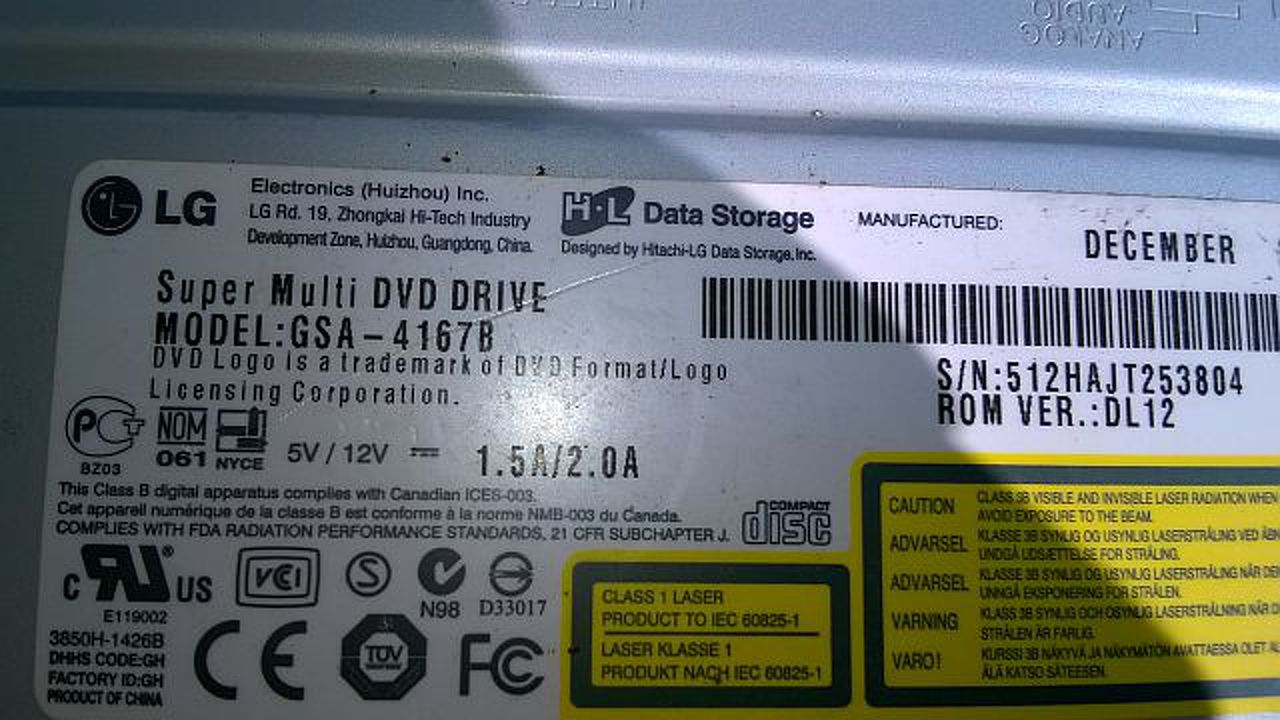 ANALOG
AUDIO
LG
Electronics (Huizhou) Inc.
LG Rd. 19, Zhongkai Hi-Tech Industry
Development Zone, Huizhou, Guangdong, China.
H·L Data Storage
Designed by Hitachi-LG Data Storage, Inc.
MANUFACTURED:
DECEMBER
Super Multi DVD DRIVE
MODEL:GSA-4167B
DVD Logo is a trademark of DVD Format/Logo
Licensing Corporation.
S/N:512HAJT253804
ROM VER.:DL12
PCT
BZ03
NOM
061
NYCE
5V / 12V
1.5A/2.0A
This Class B digital apparatus complies with Canadian ICES-003.
Cet appareil numérique de la classe B est conforme à la norme NMB-003 du Canada.
COMPLIES WITH FDA RADIATION PERFORMANCE STANDARDS, 21 CFR SUBCHAPTER J.
COMPACT
disc
c RU ® US
E119002
VCI
S
N98
D33017
3850H-1426B
DHHS CODE:GH
FACTORY ID:GH
PRODUCT OF CHINA
CE
TÜV
FC
CLASS 1 LASER
PRODUCT TO IEC 60825-1
LASER KLASSE 1
PRODUKT NACH IEC 60825-1
CAUTION CLASS 3B VISIBLE AND INVISIBLE LASER RADIATION WHEN
AVOID EXPOSURE TO THE BEAM.
ADVARSEL KLASSE 3B SYNLIG OG USYNLIG LASERSTRÅLING VED ÅBN
UNDGÅ UDSÆTTELSE FOR STRÅLING.
ADVARSEL KLASSE 3B SYNLIG OG USYNLIG LASERSTRÅLING NÅR DE
UNNGÅ EKSPONERING FOR STRÅLEN.
VARNING KLASS 3B SYNLIG OCH OSYNLIG LASERSTRÅLNING NÄR D
STRÅLEN ÄR FARLIG.
VARO! KURSSI 3B NÄKYVÄ JA NÄKYMÄTÖN AVATTAESSA OLET AL
ÄLÄ KATSO SÄTEESEN.